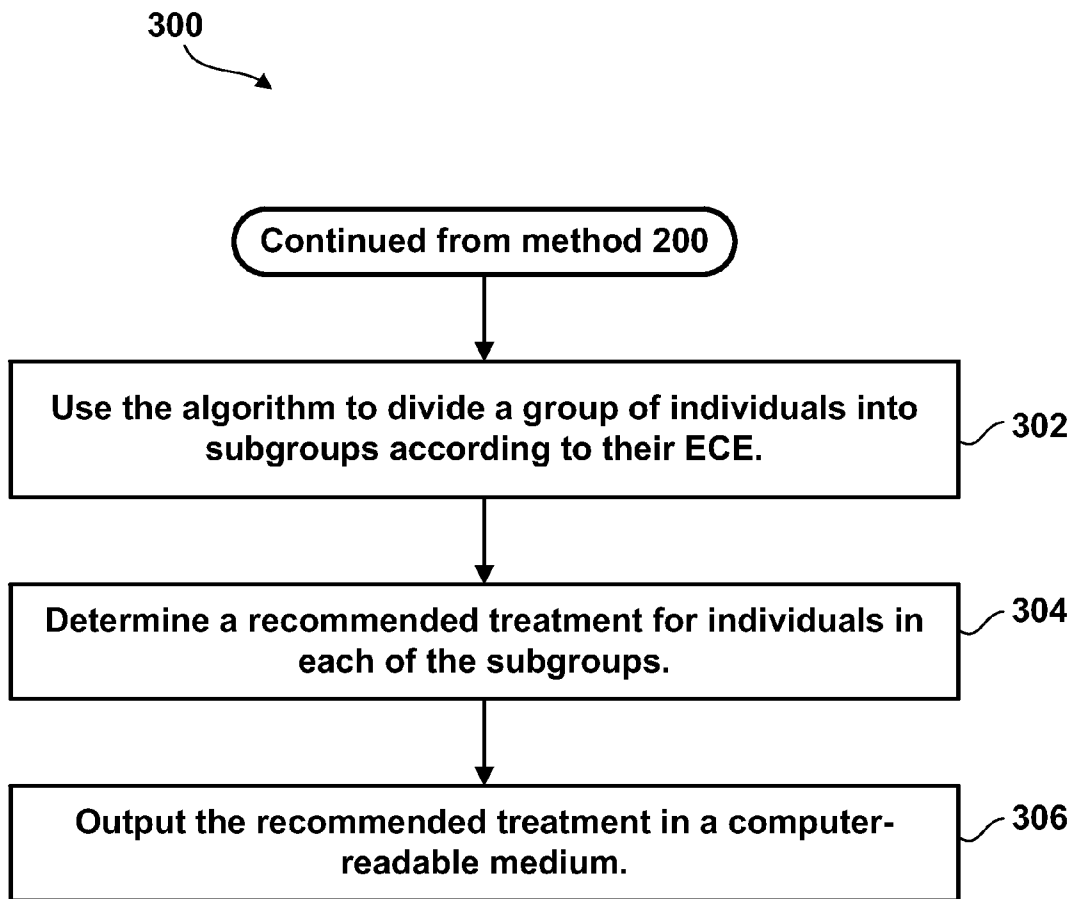 300
Continued from method 200
Use the algorithm to divide a group of individuals into
subgroups according to their ECE.
302
Determine a recommended treatment for individuals in
each of the subgroups.
304
Output the recommended treatment in a computer-
readable medium.
306